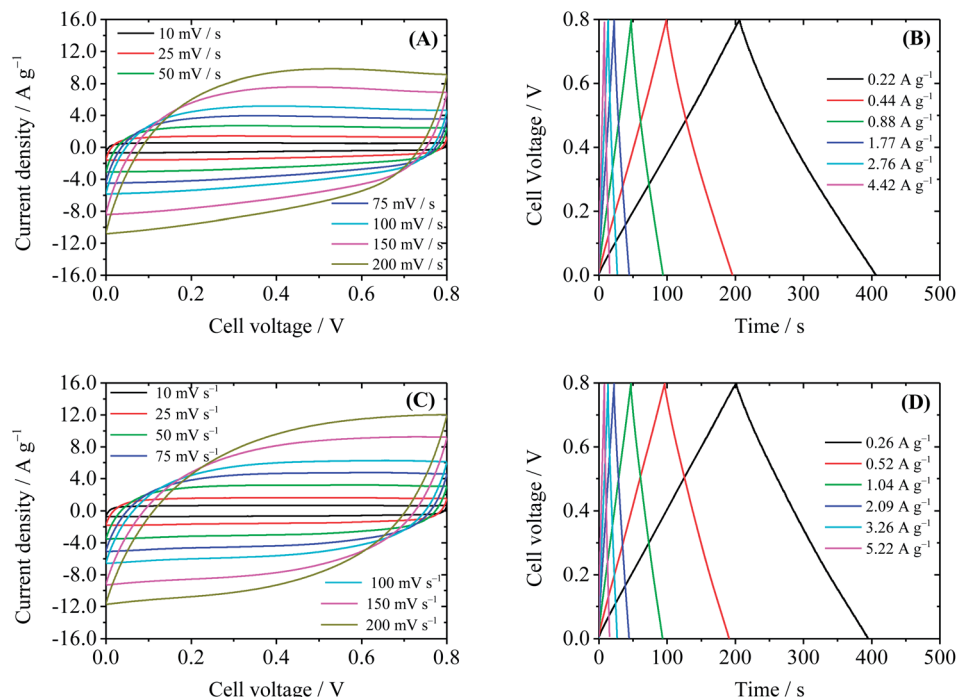 (A)
10 mV / s
25 mV / s
50 mV / s
75 mV / s
100 mV / s
150 mV / s
200 mV / s
16.0
12.0
8.0
4.0
0.0
-4.0
-8.0
-12.0
-16.0
0.0 0.2 0.4 0.6 0.8
Current density / A g⁻¹
Cell voltage / V
(B)
0.22 A g⁻¹
0.44 A g⁻¹
0.88 A g⁻¹
1.77 A g⁻¹
2.76 A g⁻¹
4.42 A g⁻¹
0.8
0.6
0.4
0.2
0.0
0 100 200 300 400 500
Cell Voltage / V
Time / s
(C)
10 mV s⁻¹
25 mV s⁻¹
50 mV s⁻¹
75 mV s⁻¹
100 mV s⁻¹
150 mV s⁻¹
200 mV s⁻¹
16.0
12.0
8.0
4.0
0.0
-4.0
-8.0
-12.0
-16.0
0.0 0.2 0.4 0.6 0.8
Current density / A g⁻¹
Cell voltage / V
(D)
0.26 A g⁻¹
0.52 A g⁻¹
1.04 A g⁻¹
2.09 A g⁻¹
3.26 A g⁻¹
5.22 A g⁻¹
0.8
0.6
0.4
0.2
0.0
0 100 200 300 400 500
Cell voltage / V
Time / s